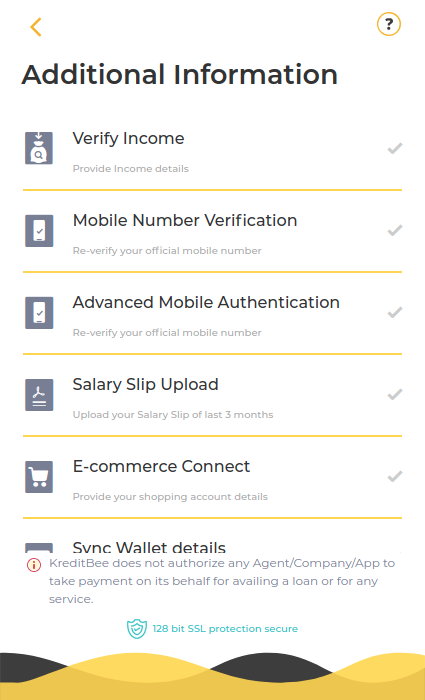 ?
Additional Information
Verify Income
Provide Income details
Mobile Number Verification
Re-verify your official mobile number
Advanced Mobile Authentication
Re-verify your official mobile number
Salary Slip Upload
Upload your Salary Slip of last 3 months
E-commerce Connect
Provide your shopping account details
Sync Wallet details
KreditBee does not authorize any Agent/Company/App to
take payment on its behalf for availing a loan or for any
service.
128 bit SSL protection secure